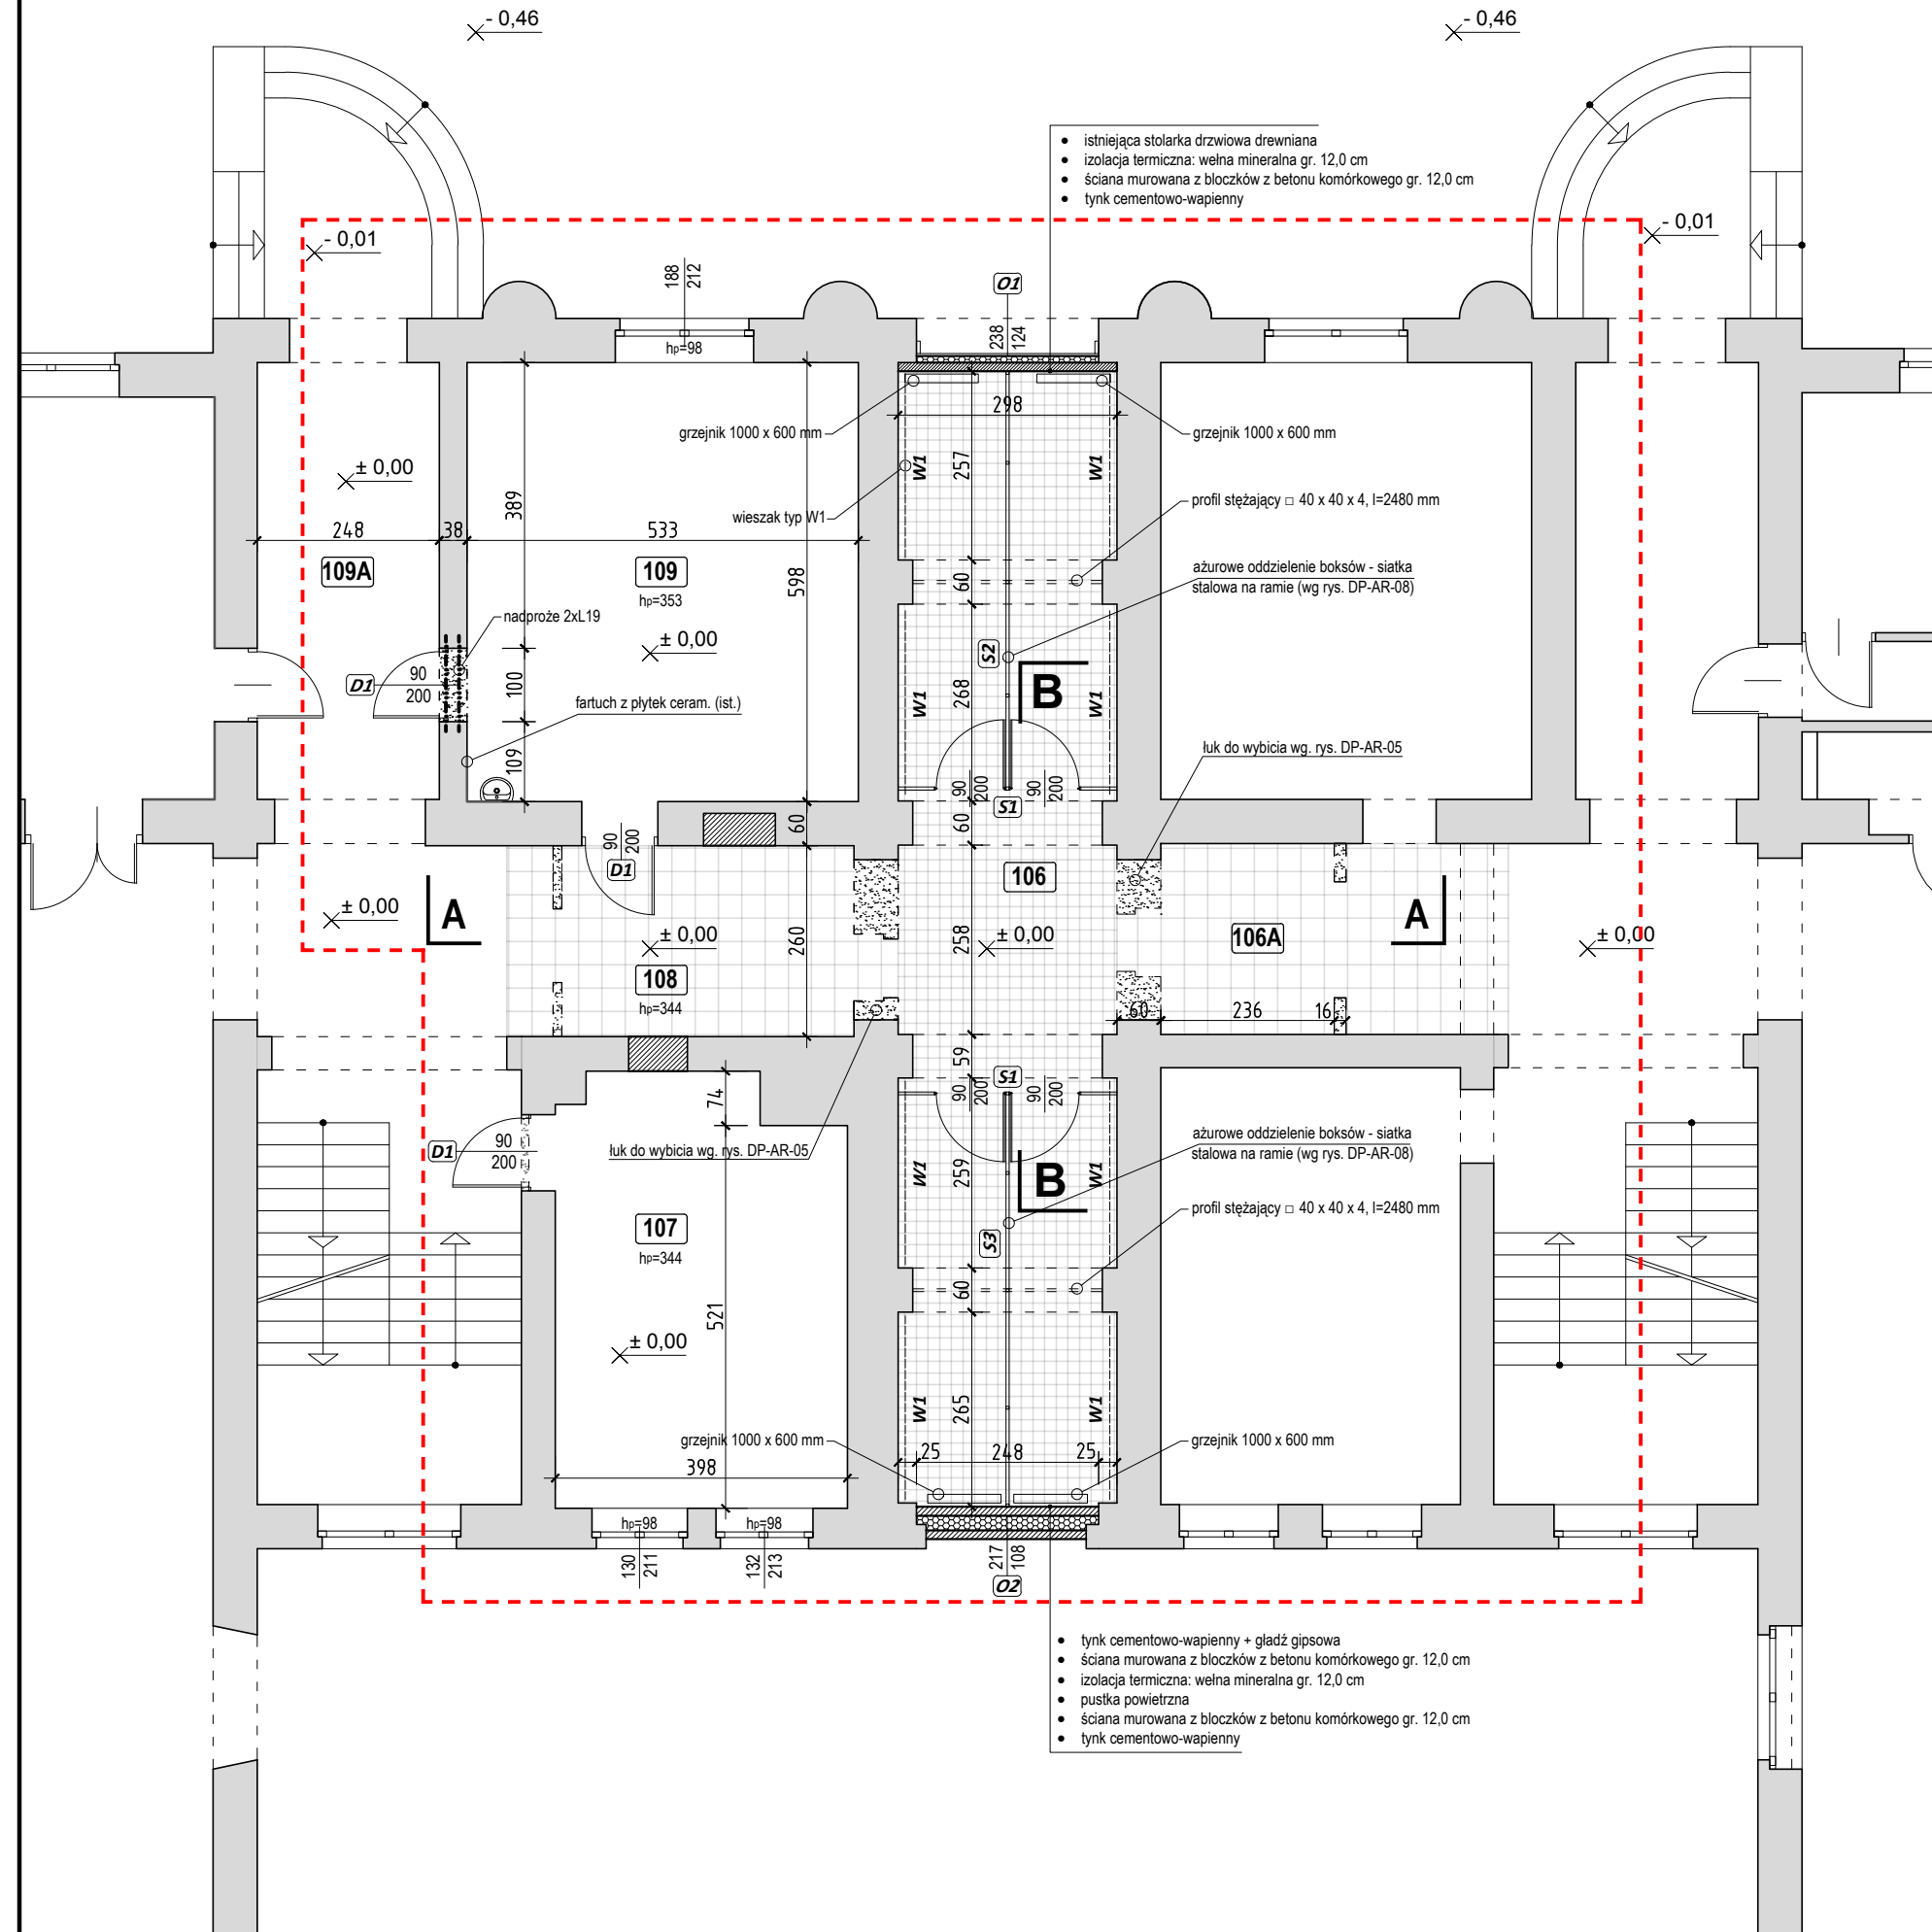 - 0,46
- 0,46
• istniejąca stolarka drzwiowa drewniana
• izolacja termiczna: wełna mineralna gr. 12,0 cm
• ściana murowana z bloczków z betonu komórkowego gr. 12,0 cm
• tynk cementowo-wapienny
- 0,01
- 0,01
188
212
O1
238
124
hp=98
298
grzejnik 1000 x 600 mm
grzejnik 1000 x 600 mm
W1
257
W1
± 0,00
389
profil stężający □ 40 x 40 x 4, l=2480 mm
wieszak typ W1
248
38
533
109A
109
hp=353
598
60
ażurowe oddzielenie boksów - siatka
stalowa na ramie (wg rys. DP-AR-08)
nadproże 2xL19
± 0,00
S2
B
D1
90
200
100
268
W1
W1
fartuch z płytek ceram. (ist.)
łuk do wybicia wg. rys. DP-AR-05
109
90
200
90
200
S1
60
60
90
200
D1
106
± 0,00
A
± 0,00
260
258
± 0,00
106A
A
± 0,00
108
hp=344
60
236
16
59
S1
90
200
90
200
74
D1
90
200
łuk do wybicia wg. rys. DP-AR-05
W1
259
B
W1
ażurowe oddzielenie boksów - siatka
stalowa na ramie (wg rys. DP-AR-08)
107
hp=344
S3
profil stężający □ 40 x 40 x 4, l=2480 mm
60
521
± 0,00
W1
265
W1
grzejnik 1000 x 600 mm
25
248
25
grzejnik 1000 x 600 mm
398
hp=98
hp=98
130
211
132
213
217
108
O2
• tynk cementowo-wapienny + gładź gipsowa
• ściana murowana z bloczków z betonu komórkowego gr. 12,0 cm
• izolacja termiczna: wełna mineralna gr. 12,0 cm
• pustka powietrzna
• ściana murowana z bloczków z betonu komórkowego gr. 12,0 cm
• tynk cementowo-wapienny